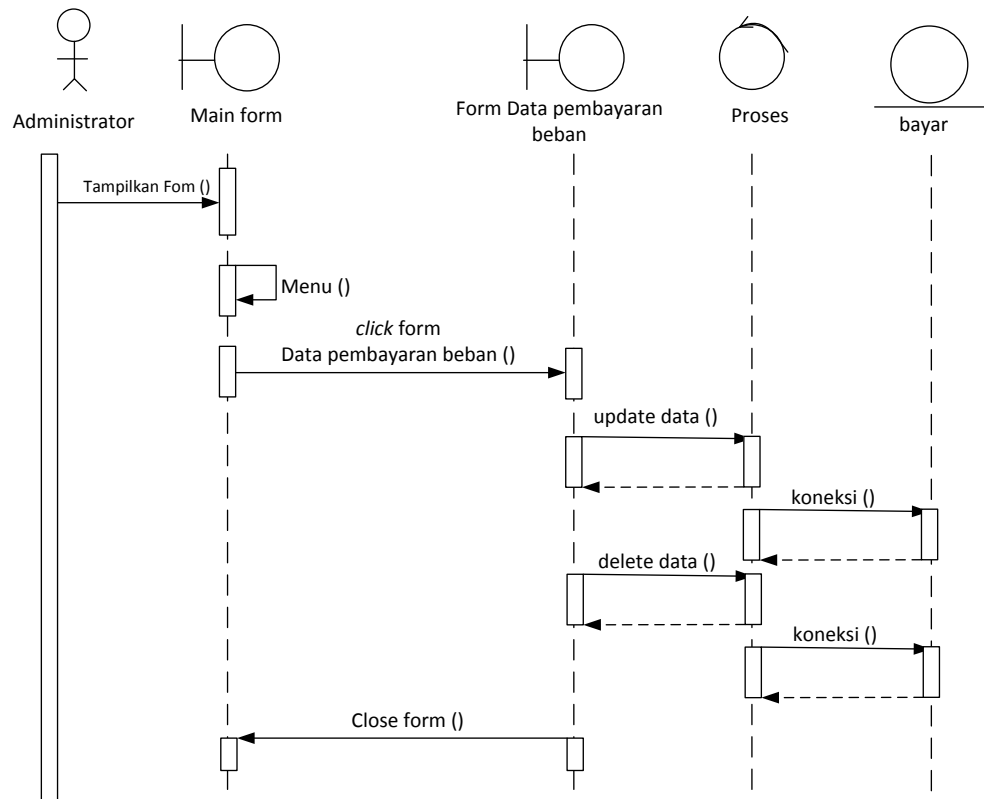 Administrator
Main form
Form Data pembayaran
beban
Proses
bayar
Tampilkan Fom ()
Menu ()
click form
Data pembayaran beban ()
update data ()
koneksi ()
delete data ()
koneksi ()
Close form ()